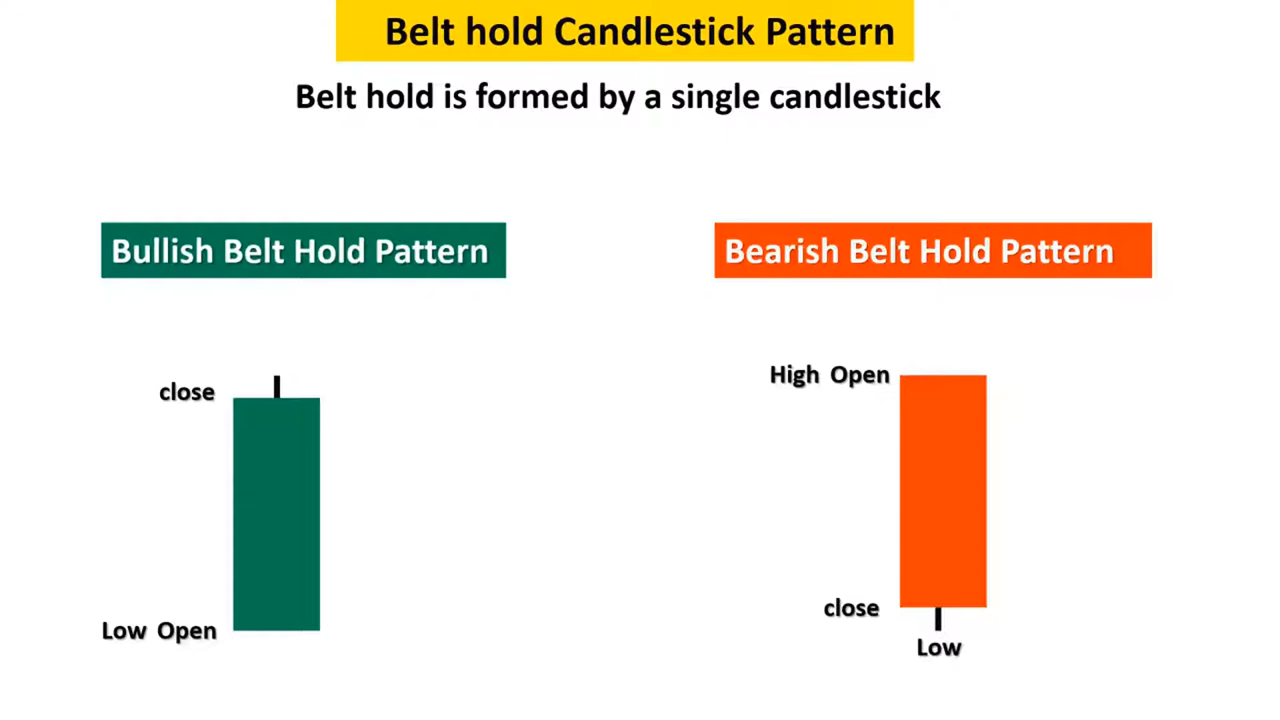 Belt hold Candlestick Pattern
Belt hold is formed by a single candlestick
Bullish Belt Hold Pattern
Bearish Belt Hold Pattern
close
Low Open
High Open
close
Low